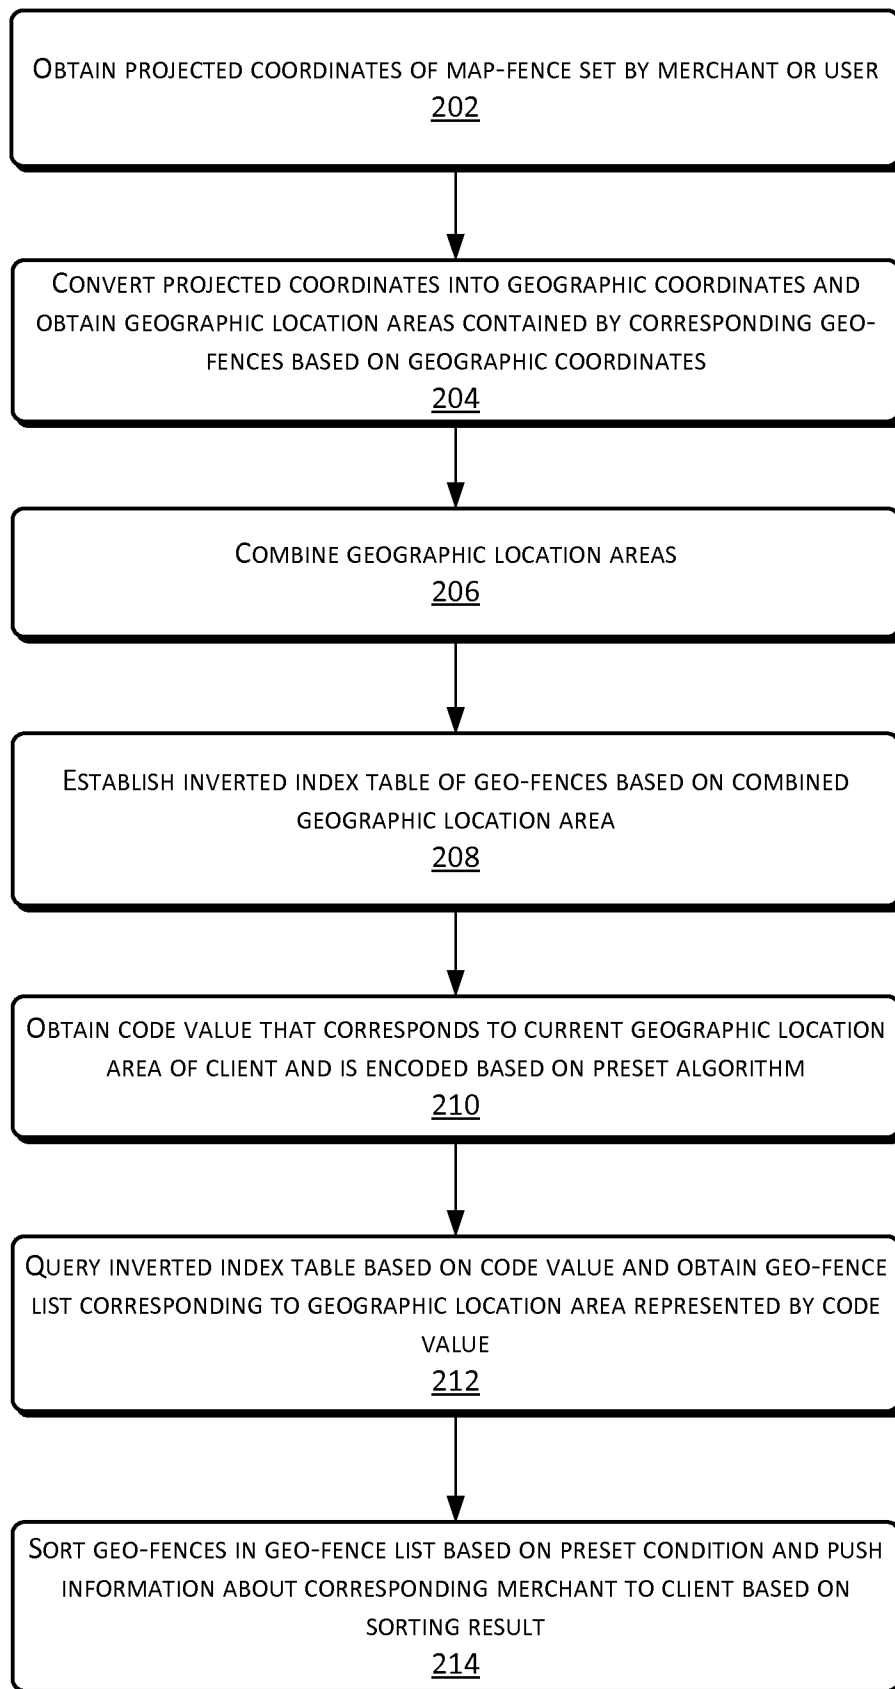 OBTAIN PROJECTED COORDINATES OF MAP-FENCE SET BY MERCHANT OR USER
202
CONVERT PROJECTED COORDINATES INTO GEOGRAPHIC COORDINATES AND
OBTAIN GEOGRAPHIC LOCATION AREAS CONTAINED BY CORRESPONDING GEO-
FENCES BASED ON GEOGRAPHIC COORDINATES
204
COMBINE GEOGRAPHIC LOCATION AREAS
206
ESTABLISH INVERTED INDEX TABLE OF GEO-FENCES BASED ON COMBINED
GEOGRAPHIC LOCATION AREA
208
OBTAIN CODE VALUE THAT CORRESPONDS TO CURRENT GEOGRAPHIC LOCATION
AREA OF CLIENT AND IS ENCODED BASED ON PRESET ALGORITHM
210
QUERY INVERTED INDEX TABLE BASED ON CODE VALUE AND OBTAIN GEO-FENCE
LIST CORRESPONDING TO GEOGRAPHIC LOCATION AREA REPRESENTED BY CODE
VALUE
212
SORT GEO-FENCES IN GEO-FENCE LIST BASED ON PRESET CONDITION AND PUSH
INFORMATION ABOUT CORRESPONDING MERCHANT TO CLIENT BASED ON
SORTING RESULT
214